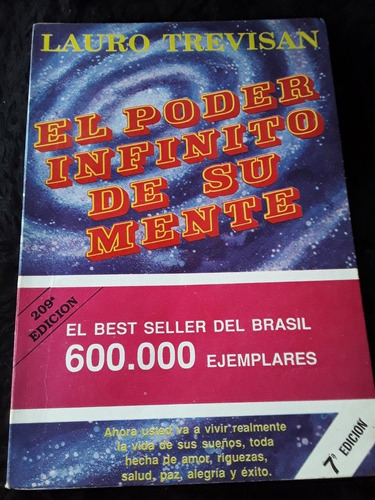 LAURO TREVISAN
EL PODER
INFINITO
DE SU
MENTE
209ª
EDICION
EL BEST SELLER DEL BRASIL
600.000 EJEMPLARES
Ahora usted va a vivir realmente
la vida de sus sueños, toda
hecha de amor, riquezas,
salud, paz, alegría y éxito.
7ª EDICION